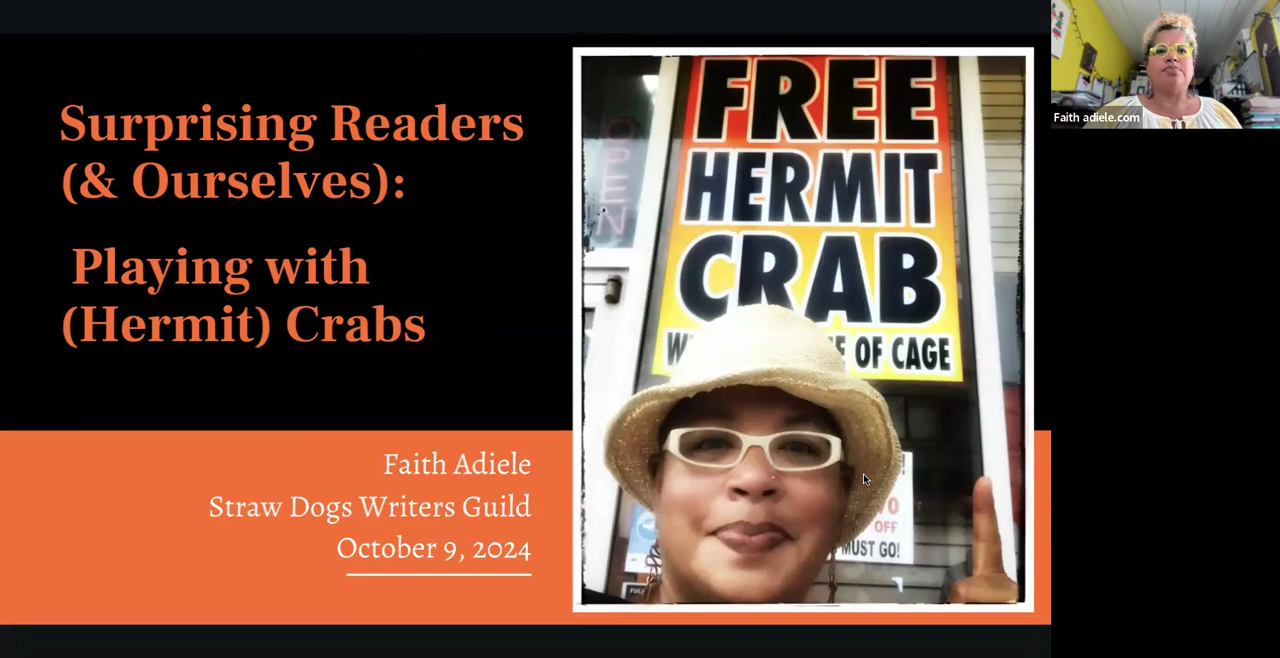 Surprising Readers
(& Ourselves):
Playing with
(Hermit) Crabs
Faith Adiele
Straw Dogs Writers Guild
October 9, 2024
OPEN
FREE
HERMIT
CRAB
OF CAGE
OFF
MUST GO!
Faith adiele.com